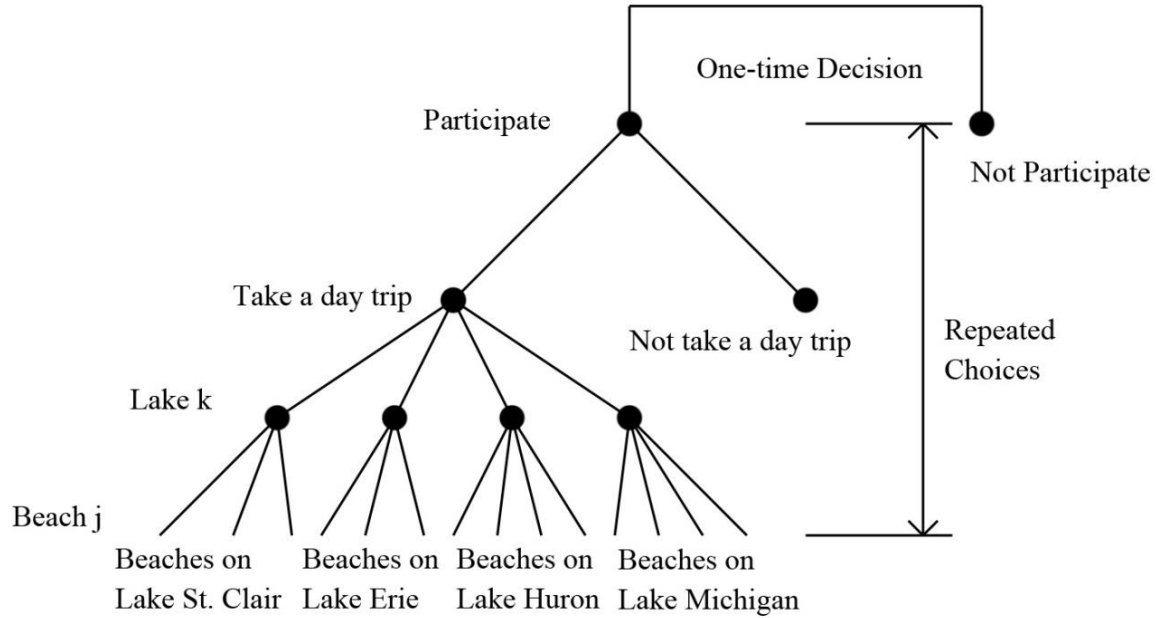 One-time Decision
Participate
Not Participate
Take a day trip
Not take a day trip
Repeated
Choices
Lake k
Beach j
Beaches on
Lake St. Clair
Beaches on
Lake Erie
Beaches on
Lake Huron
Beaches on
Lake Michigan